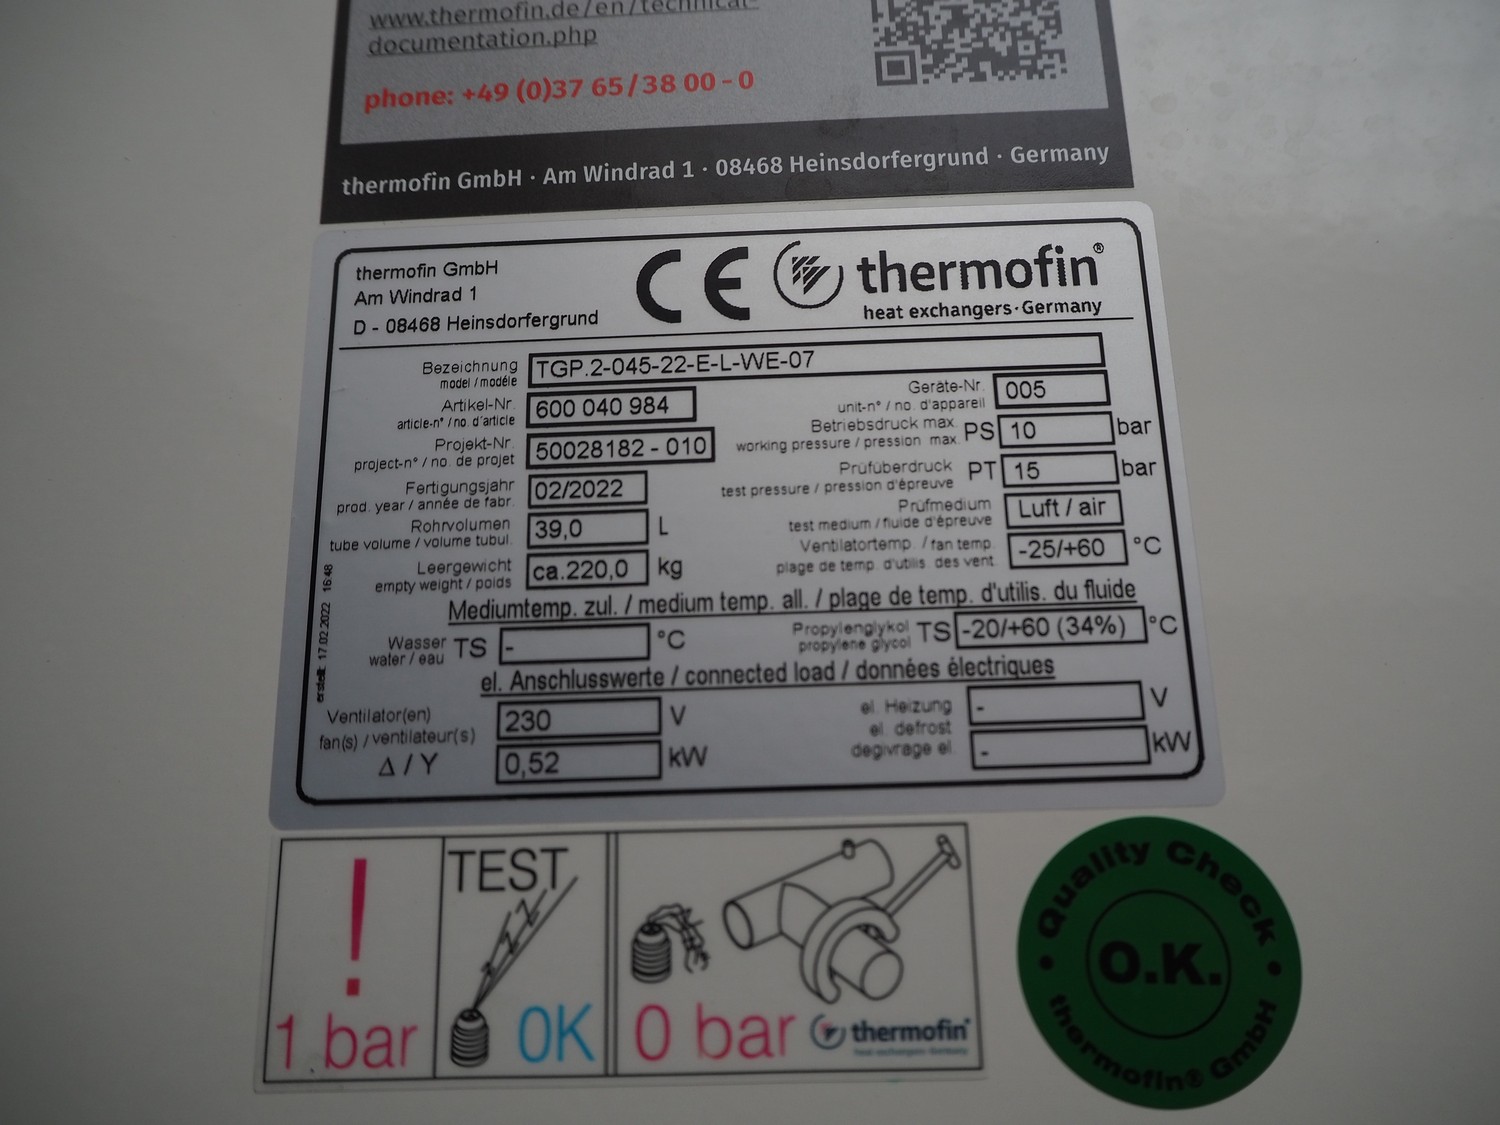 www.thermofin.de/en/technical-
documentation.php
phone: +49 (0)37 65/38 00-0
thermofin GmbH · Am Windrad 1 · 08468 Heinsdorfergrund · Germany
thermofin GmbH
Am Windrad 1
D - 08468 Heinsdorfergrund
CE
thermofin®
heat exchangers·Germany
Bezeichnung
model / modéle
TGP.2-045-22-E-L-WE-07
Artikel-Nr.
article-n° / no. d'article
600 040 984
Geräte-Nr.
unit-n° / no. d'appareil
005
Projekt-Nr.
project-n° / no. de projet
50028182 - 010
Betriebsdruck max.
working pressure / pression max.
PS 10 bar
Fertigungsjahr
prod. year / année de fabr.
02/2022
Prüfüberdruck
test pressure / pression d'épreuve
PT 15 bar
Rohrvolumen
tube volume / volume tubul.
39,0 L
Prüfmedium
test medium / fluide d'épreuve
Luft / air
Leergewicht
empty weight / poids
ca.220,0 kg
Ventilatortemp. / fan temp.
plage de temp. d'utilis. des vent.
-25/+60 °C
erstellt: 17.02.2022 16:48
Mediumtemp. zul. / medium temp. all. / plage de temp. d'utilis. du fluide
Wasser
water / eau
TS - °C
Propylenglykol
propylene glycol
TS -20/+60 (34%) °C
el. Anschlusswerte / connected load / données électriques
Ventilator(en)
fan(s) / ventilateur(s)
Δ / Y
230 V
0,52 kW
el. Heizung
el. defrost
degivrage el.
- V
- kW
!
1 bar
TEST
OK
0 bar
thermofin®
heat exchangers·Germany
Quality Check
O.K.
thermofin® GmbH